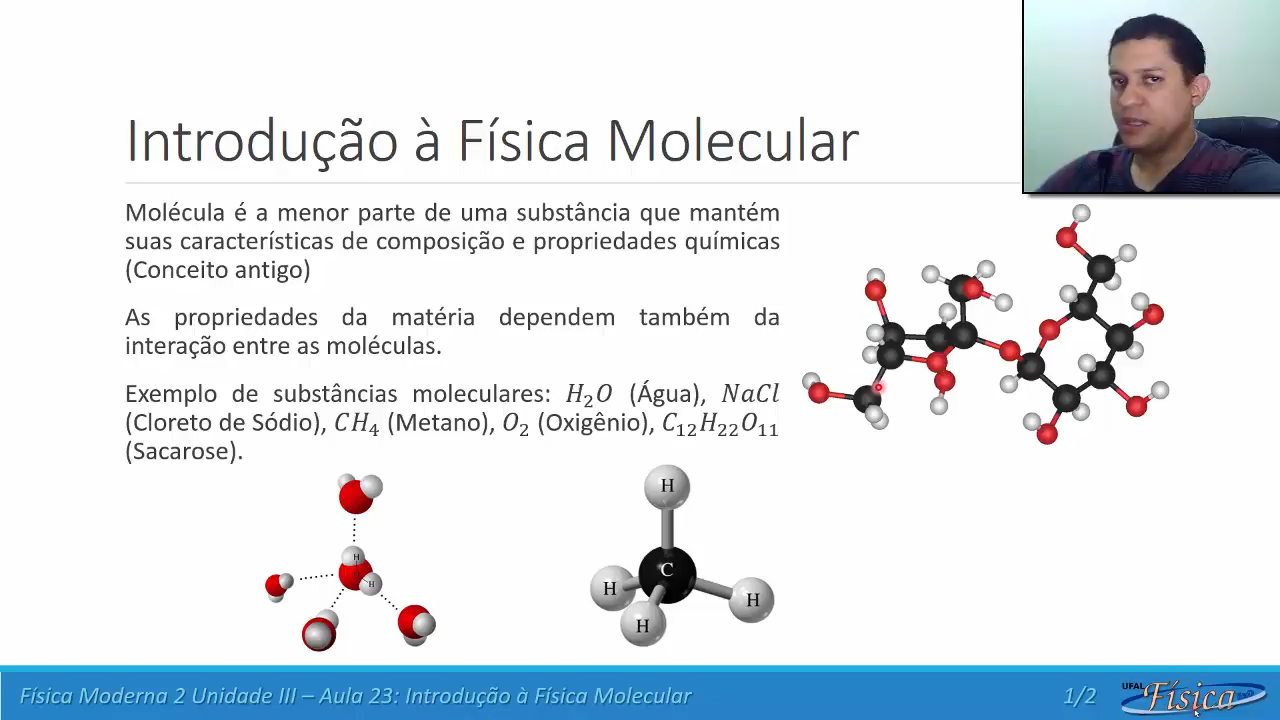 Introdução à Física Molecular
Molécula é a menor parte de uma substância que mantém
suas características de composição e propriedades químicas
(Conceito antigo)
As propriedades da matéria dependem também da
interação entre as moléculas.
Exemplo de substâncias moleculares: H₂O (Água), NaCl
(Cloreto de Sódio), CH₄ (Metano), O₂ (Oxigênio), C₁₂H₂₂O₁₁
(Sacarose).
H
H
H
C
H
H
H
Física Moderna 2 Unidade III – Aula 23: Introdução à Física Molecular
1/2
UFAL
Física